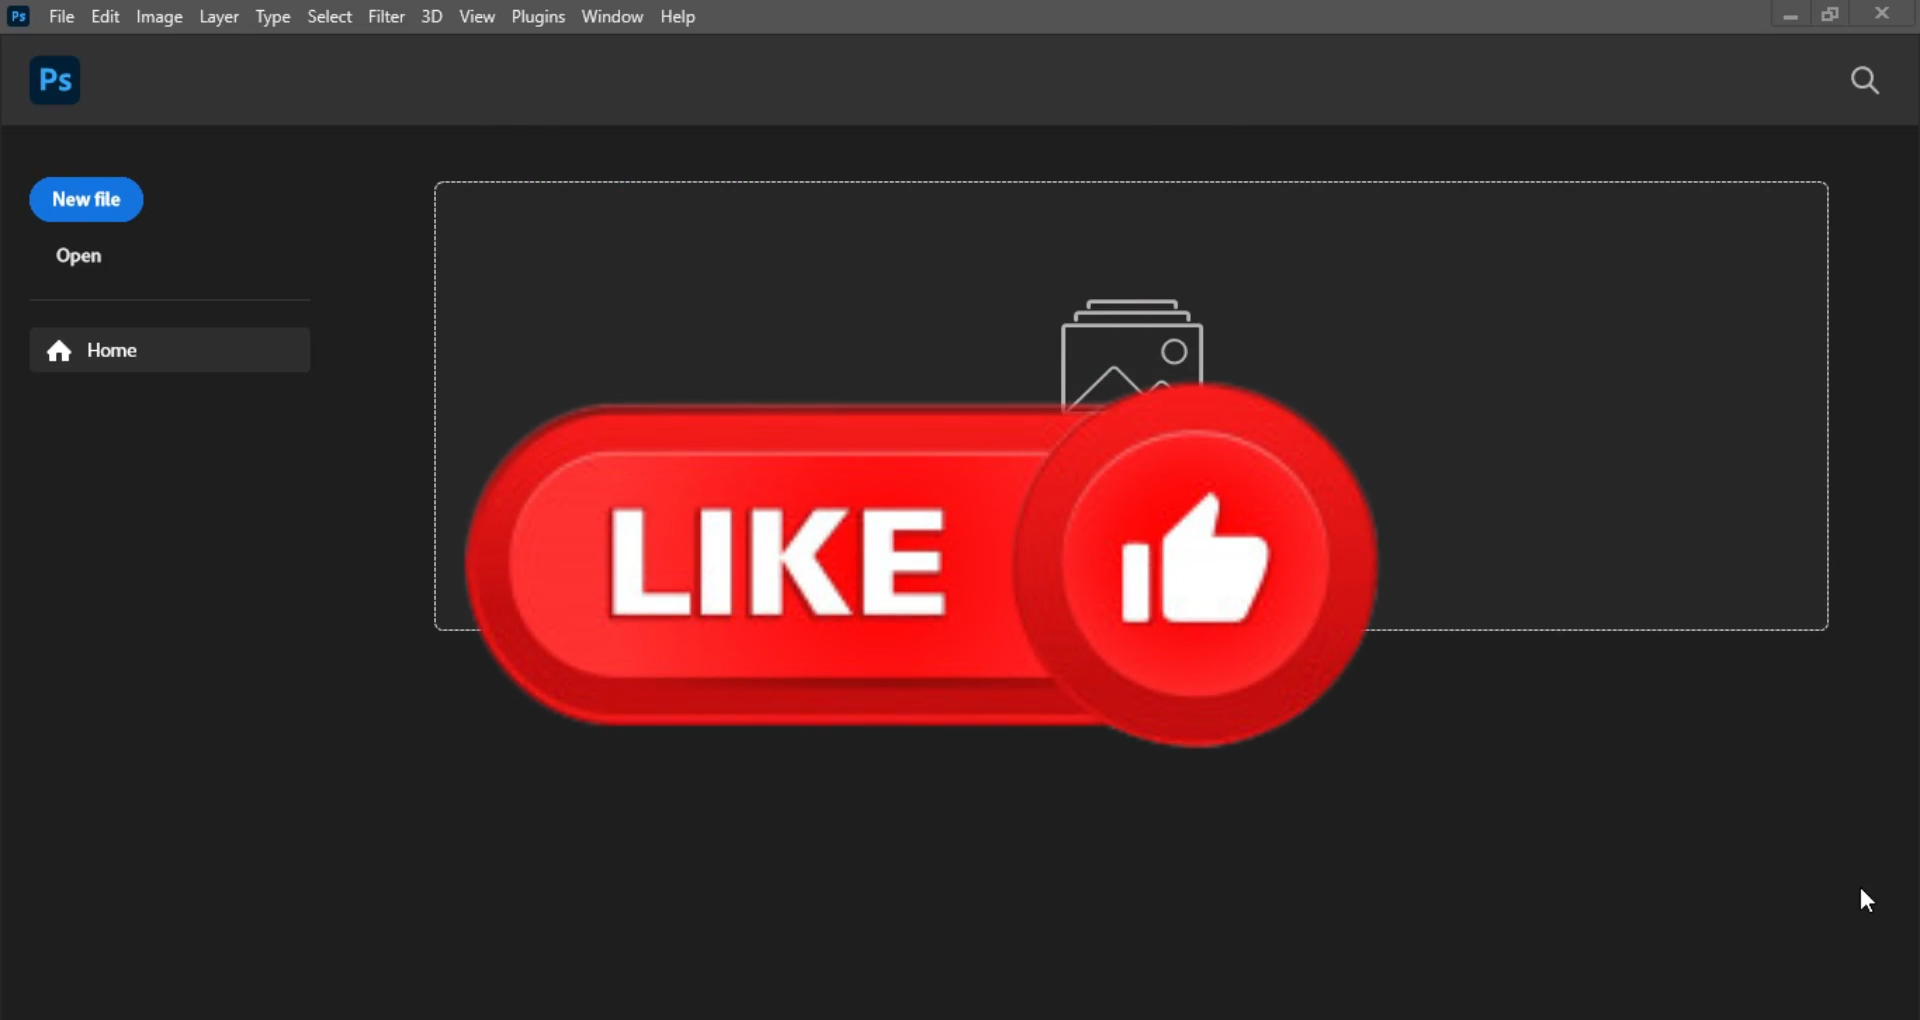 Ps File Edit Image Layer Type Select Filter 3D View Plugins Window Help
Ps
New file
Open
Home
LIKE